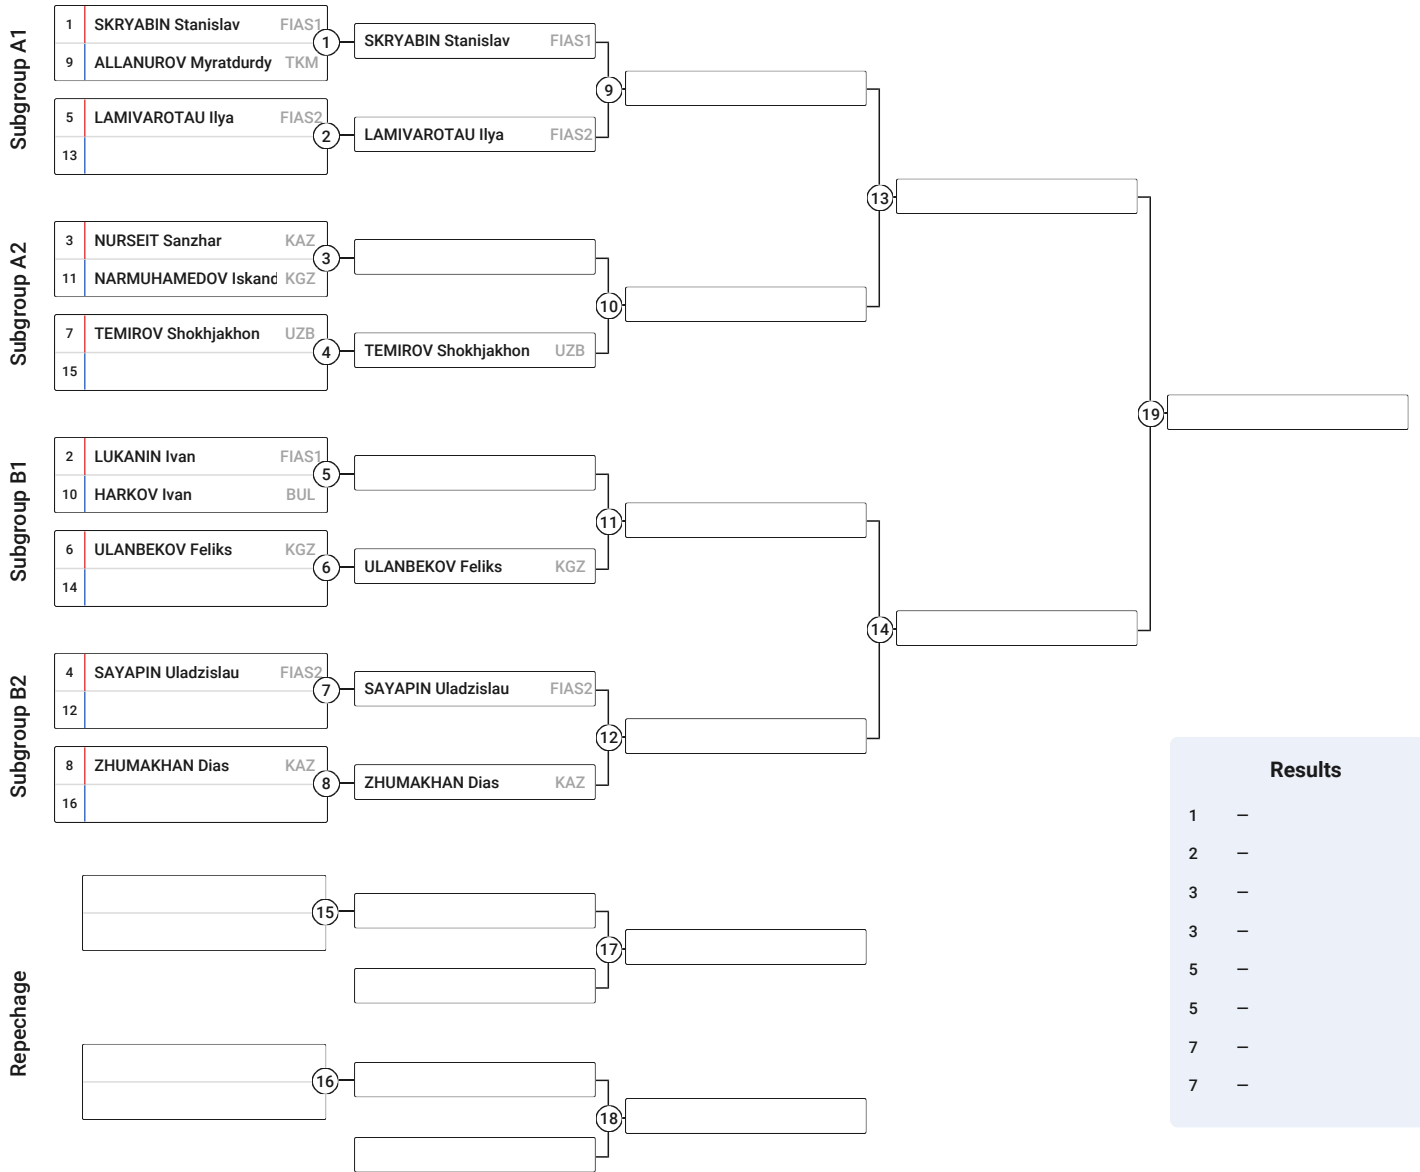 Subgroup A1
1 SKRYABIN Stanislav FIAS1
9 ALLANUROV Myratdurdy TKM
1
SKRYABIN Stanislav FIAS1
5 LAMIVAROTAU Ilya FIAS2
13
2
LAMIVAROTAU Ilya FIAS2
9
Subgroup A2
3 NURSEIT Sanzhar KAZ
11 NARMUHAMEDOV Iskand KGZ
3
7 TEMIROV Shokhjakhon UZB
15
4
TEMIROV Shokhjakhon UZB
10
13
Subgroup B1
2 LUKANIN Ivan FIAS1
10 HARKOV Ivan BUL
5
6 ULANBEKOV Feliks KGZ
14
6
ULANBEKOV Feliks KGZ
11
Subgroup B2
4 SAYAPIN Uladzislau FIAS2
12
7
SAYAPIN Uladzislau FIAS2
8 ZHUMAKHAN Dias KAZ
16
8
ZHUMAKHAN Dias KAZ
12
14
19
Repechage
15
17
16
18
Results
1 –
2 –
3 –
3 –
5 –
5 –
7 –
7 –